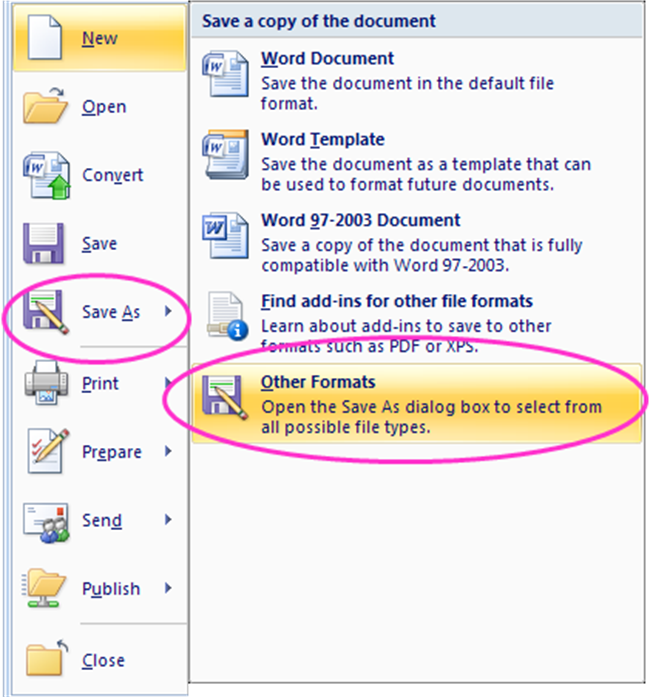 New
Open
Convert
Save
Save As
Print
Prepare
Send
Publish
Close
Save a copy of the document
Word Document
Save the document in the default file
format.
Word Template
Save the document as a template that can
be used to format future documents.
Word 97-2003 Document
Save a copy of the document that is fully
compatible with Word 97-2003.
Find add-ins for other file formats
Learn about add-ins to save to other
formats such as PDF or XPS.
Other Formats
Open the Save As dialog box to select from
all possible file types.